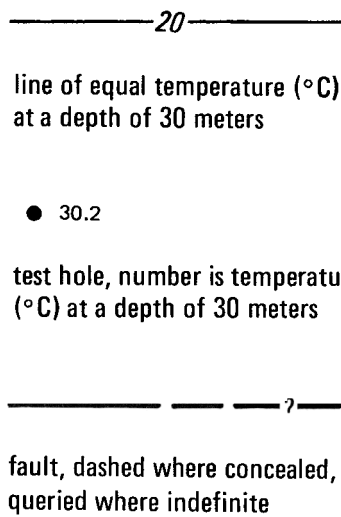 20
line of equal temperature (°C)
at a depth of 30 meters
30.2
test hole, number is temperatu
(°C) at a depth of 30 meters
?
fault, dashed where concealed,
queried where indefinite